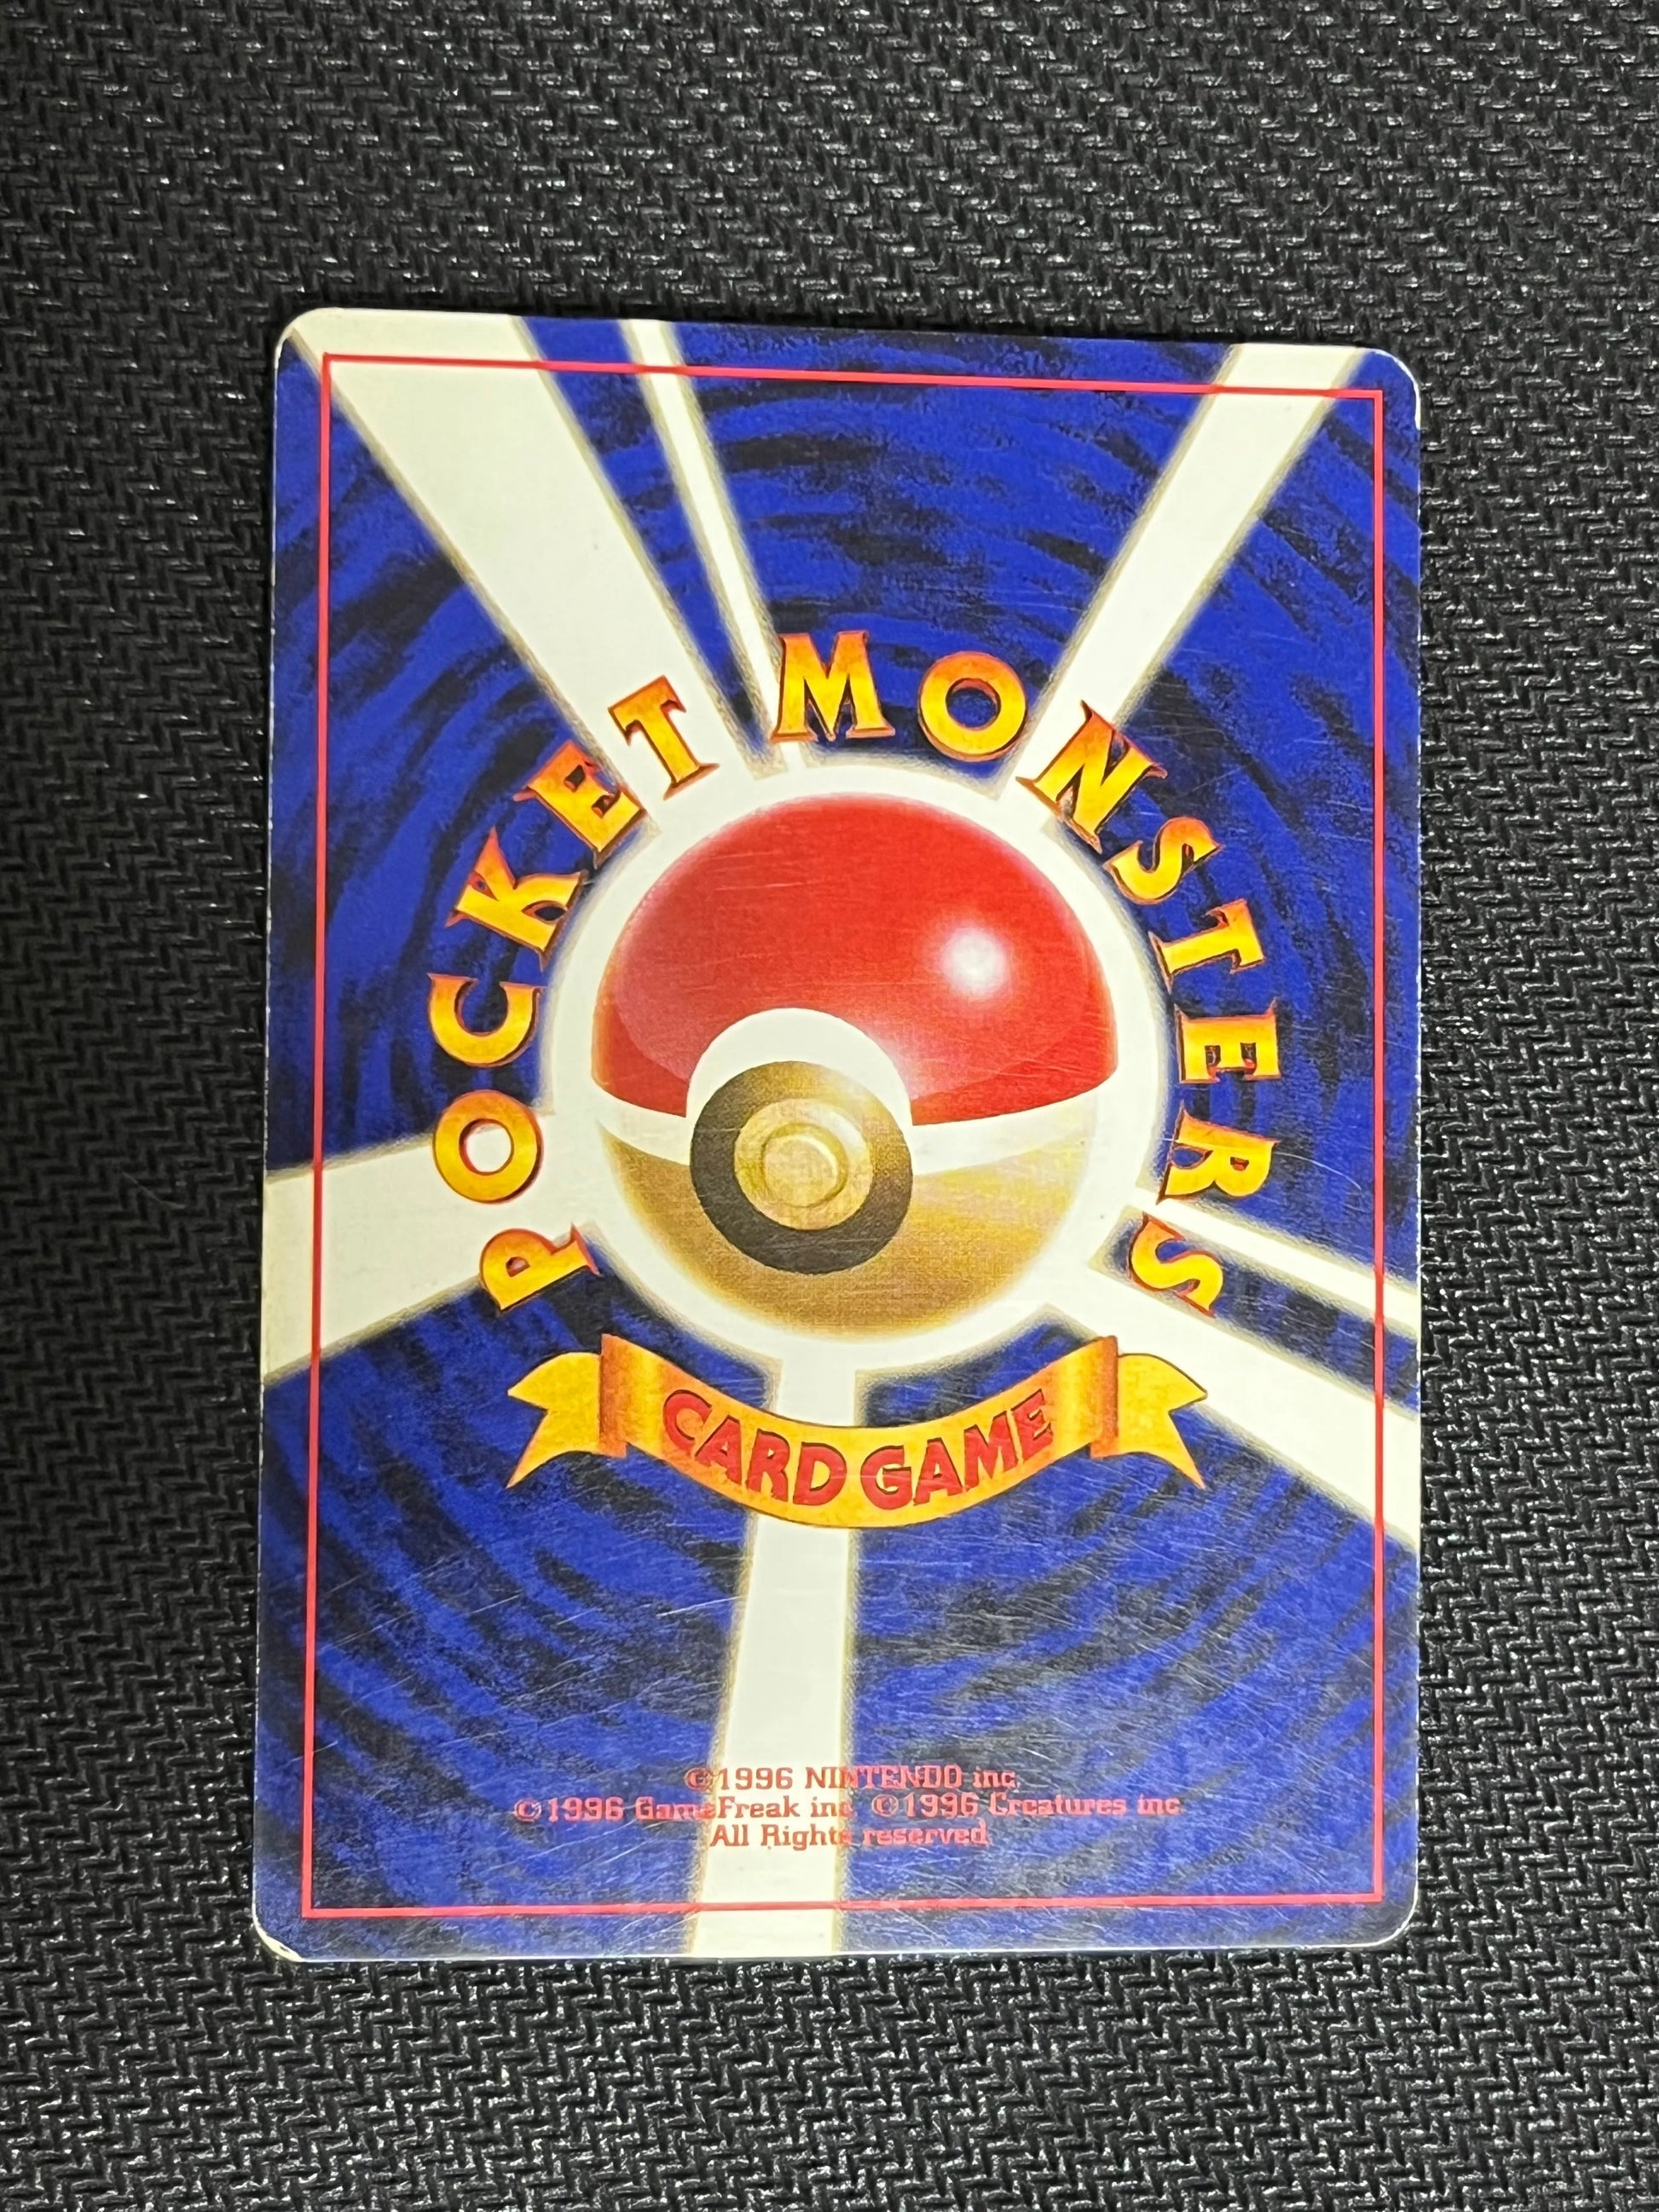 POCKET MONSTERS
CARD GAME
©1996 NINTENDO inc.
©1996 GameFreak inc. ©1996 Creatures inc
All Rights reserved.